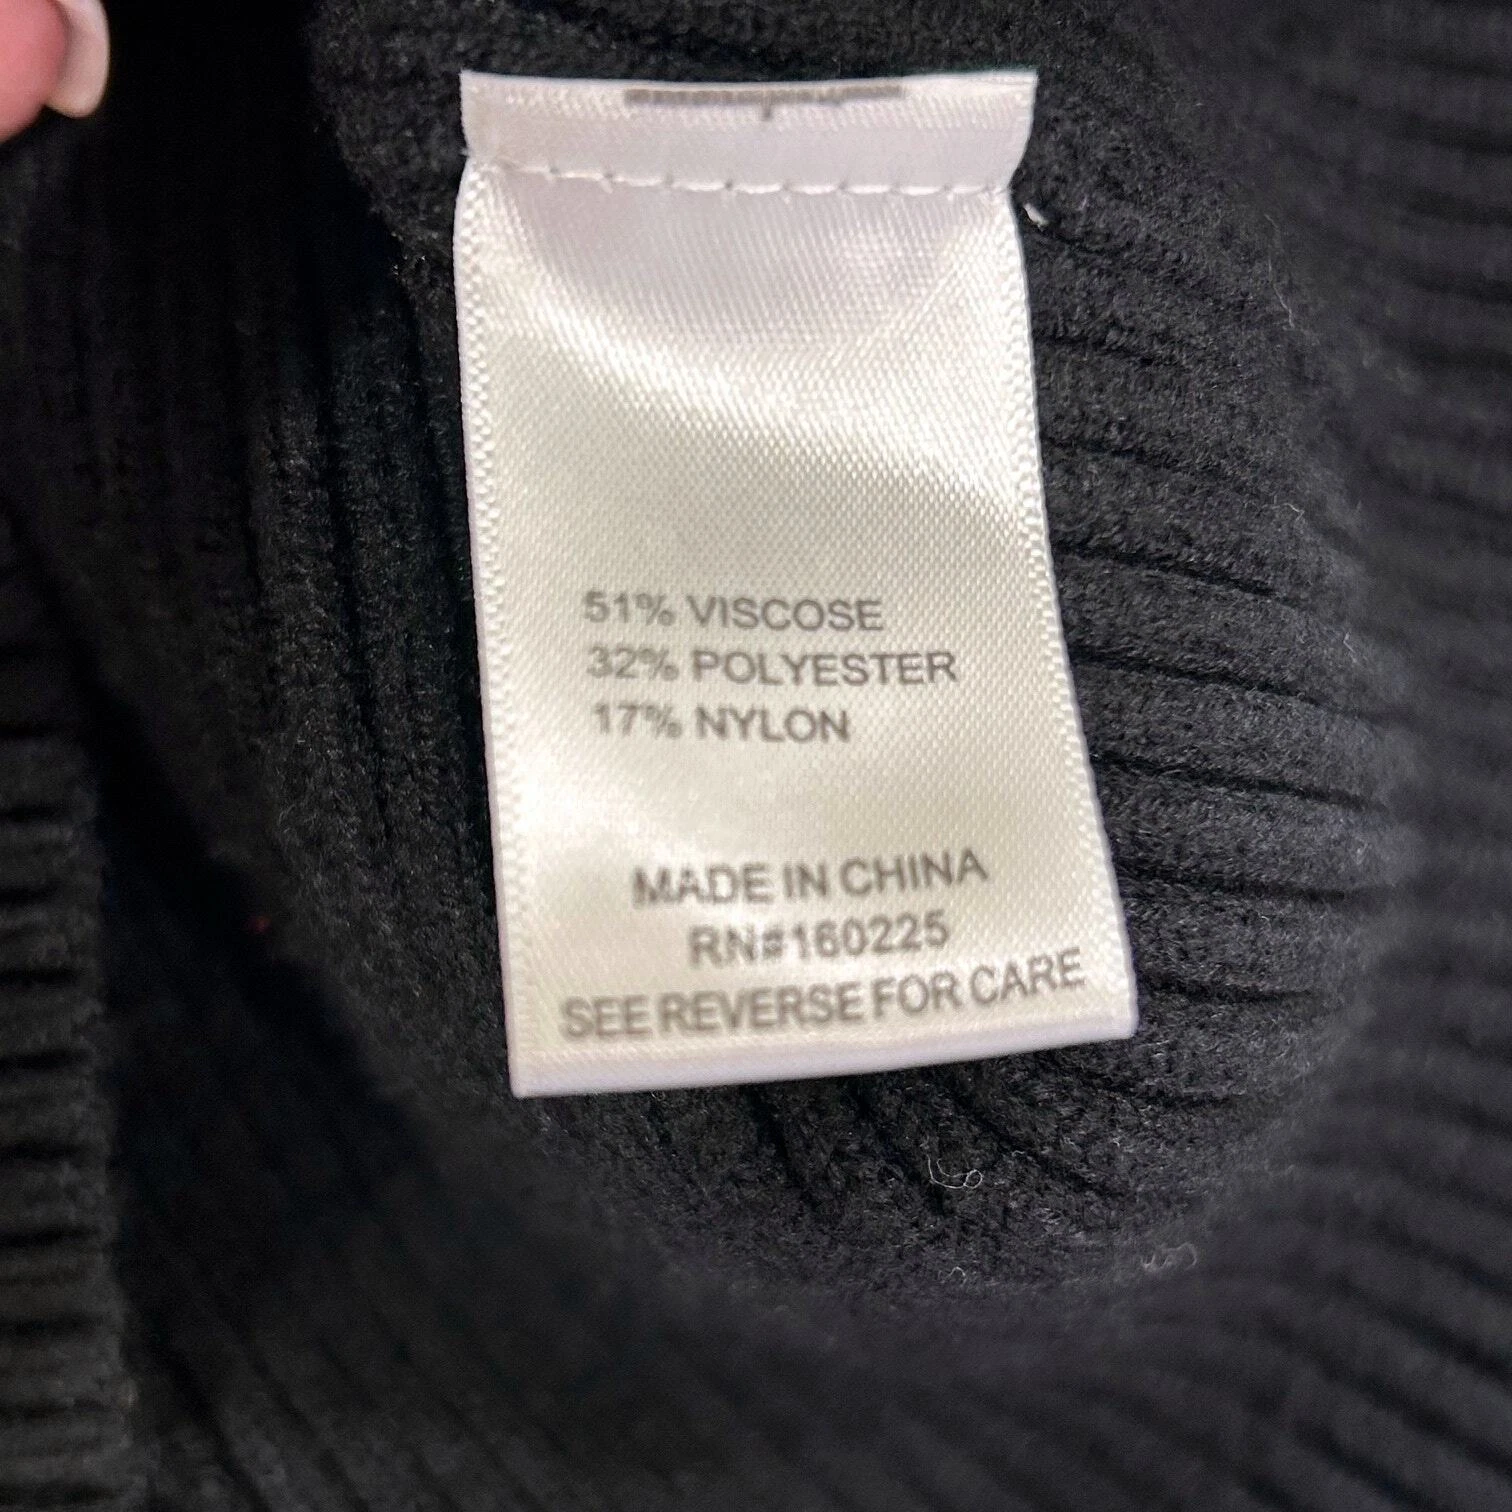 51% VISCOSE
32% POLYESTER
17% NYLON
MADE IN CHINA
RN#160225
SEE REVERSE FOR CARE